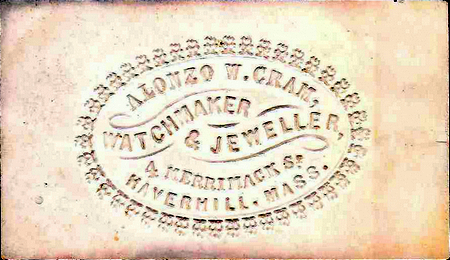 ALONZO W. CRAM,
WATCHMAKER
& JEWELLER,
4 MERRIMACK St
HAVERHILL, MASS.